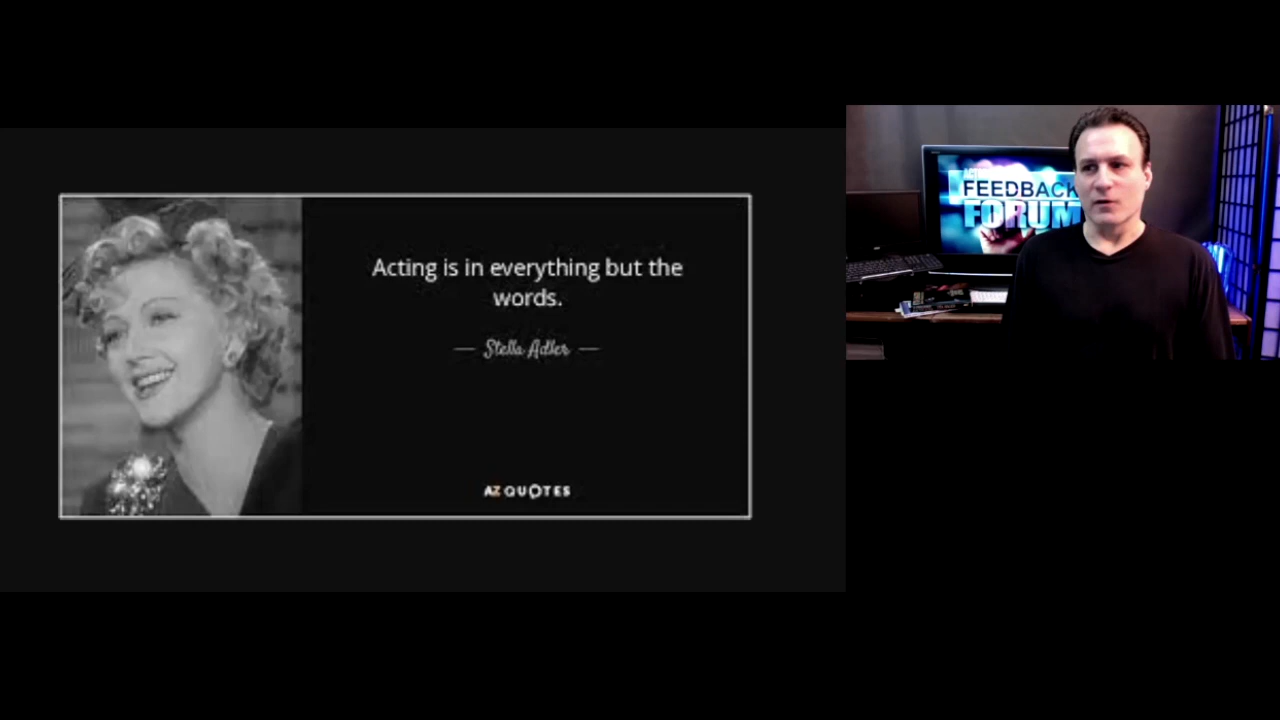 Acting is in everything but the
words.
— Stella Adler —
AZ QUOTES
FEEDBACK
FORUM